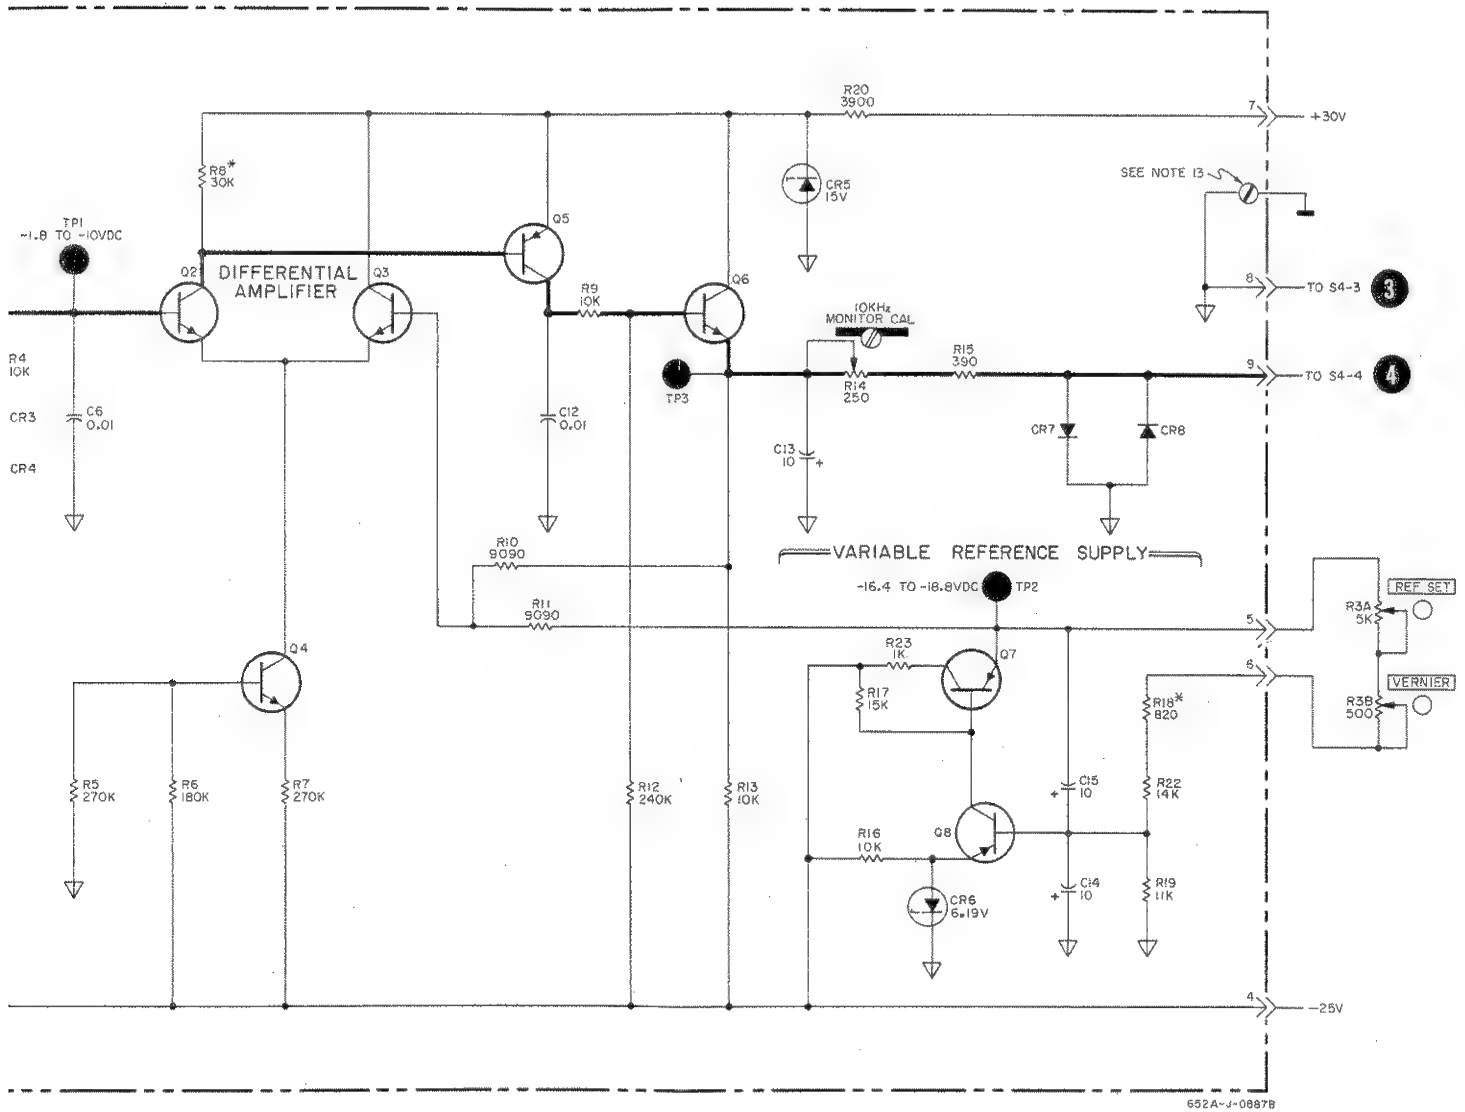 R20
3900
7
+30V
R8*
30K
SEE NOTE 13
CR5
15V
TP1
-1.8 TO -10VDC
Q5
Q2
DIFFERENTIAL
AMPLIFIER
Q3
R9
10K
Q6
8
TO S4-3
3
10KHz
MONITOR CAL
R4
10K
R15
390
9
TO S4-4
4
TP3
R14
250
CR3
C6
0.01
C12
0.01
CR7
CR8
C13
10
+
CR4
R10
9090
VARIABLE REFERENCE SUPPLY
-16.4 TO -18.8VDC
TP2
REF SET
R11
9090
R3A
5K
5
Q4
R23
1K
Q7
6
VERNIER
R17
15K
R18*
820
R3B
500
R5
270K
R6
180K
R7
270K
R12
240K
R13
10K
C15
10
+
R22
14K
Q8
R16
10K
CR6
6.19V
C14
10
+
R19
11K
4
-25V
652A-J-0887B